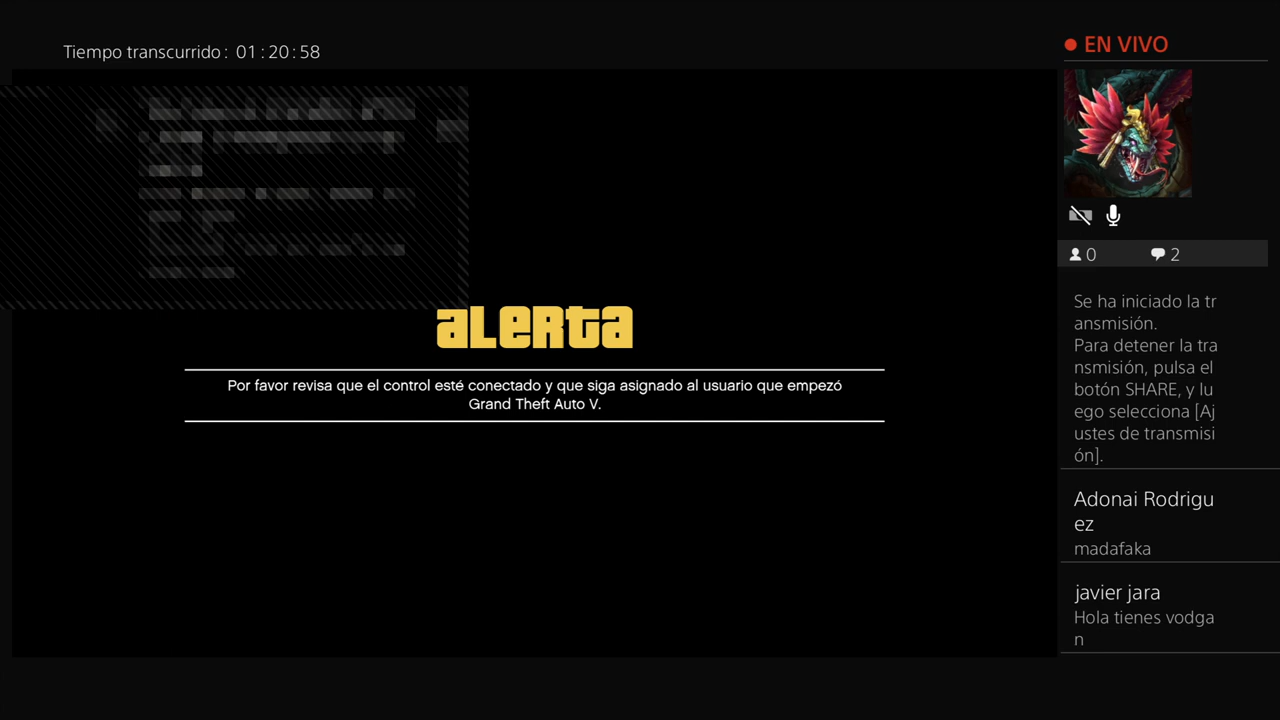 Tiempo transcurrido: 01:20:58
EN VIVO
0
2
Se ha iniciado la tr
ansmisión.
Para detener la tra
nsmisión, pulsa el
botón SHARE, y lu
ego selecciona [Aj
ustes de transmisi
ón].
Adonai Rodrigu
ez
madafaka
javier jara
Hola tienes vodga
n
aLerta
Por favor revisa que el control esté conectado y que siga asignado al usuario que empezó
Grand Theft Auto V.